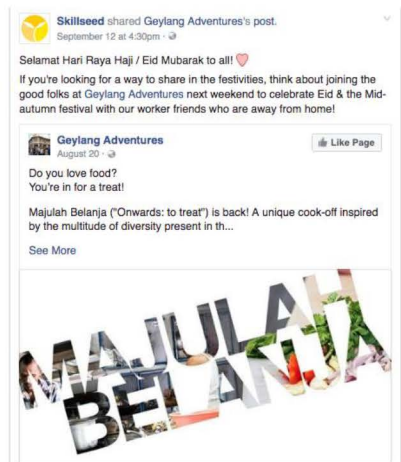 Skillseed shared Geylang Adventures's post.
September 12 at 4:30pm ·
Selamat Hari Raya Haji / Eid Mubarak to all!
If you're looking for a way to share in the festivities, think about joining the
good folks at Geylang Adventures next weekend to celebrate Eid & the Mid-
autumn festival with our worker friends who are away from home!
Geylang Adventures
Like Page
August 20 ·
Do you love food?
You're in for a treat!
Majulah Belanja ("Onwards: to treat") is back! A unique cook-off inspired
by the multitude of diversity present in th...
See More
MAJULAH
BELANJA